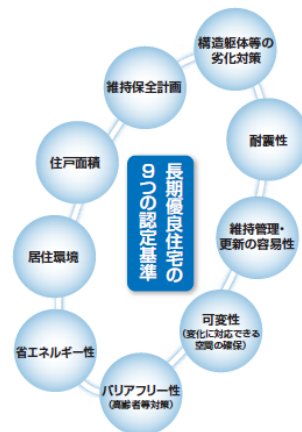 長期優良住宅の
9つの認定基準
構造躯体等の
劣化対策
耐震性
維持管理・
更新の容易性
可変性
(変化に対応できる
空間の確保)
バリアフリー性
(高齢者等対策)
省エネルギー性
居住環境
住戸面積
維持保全計画